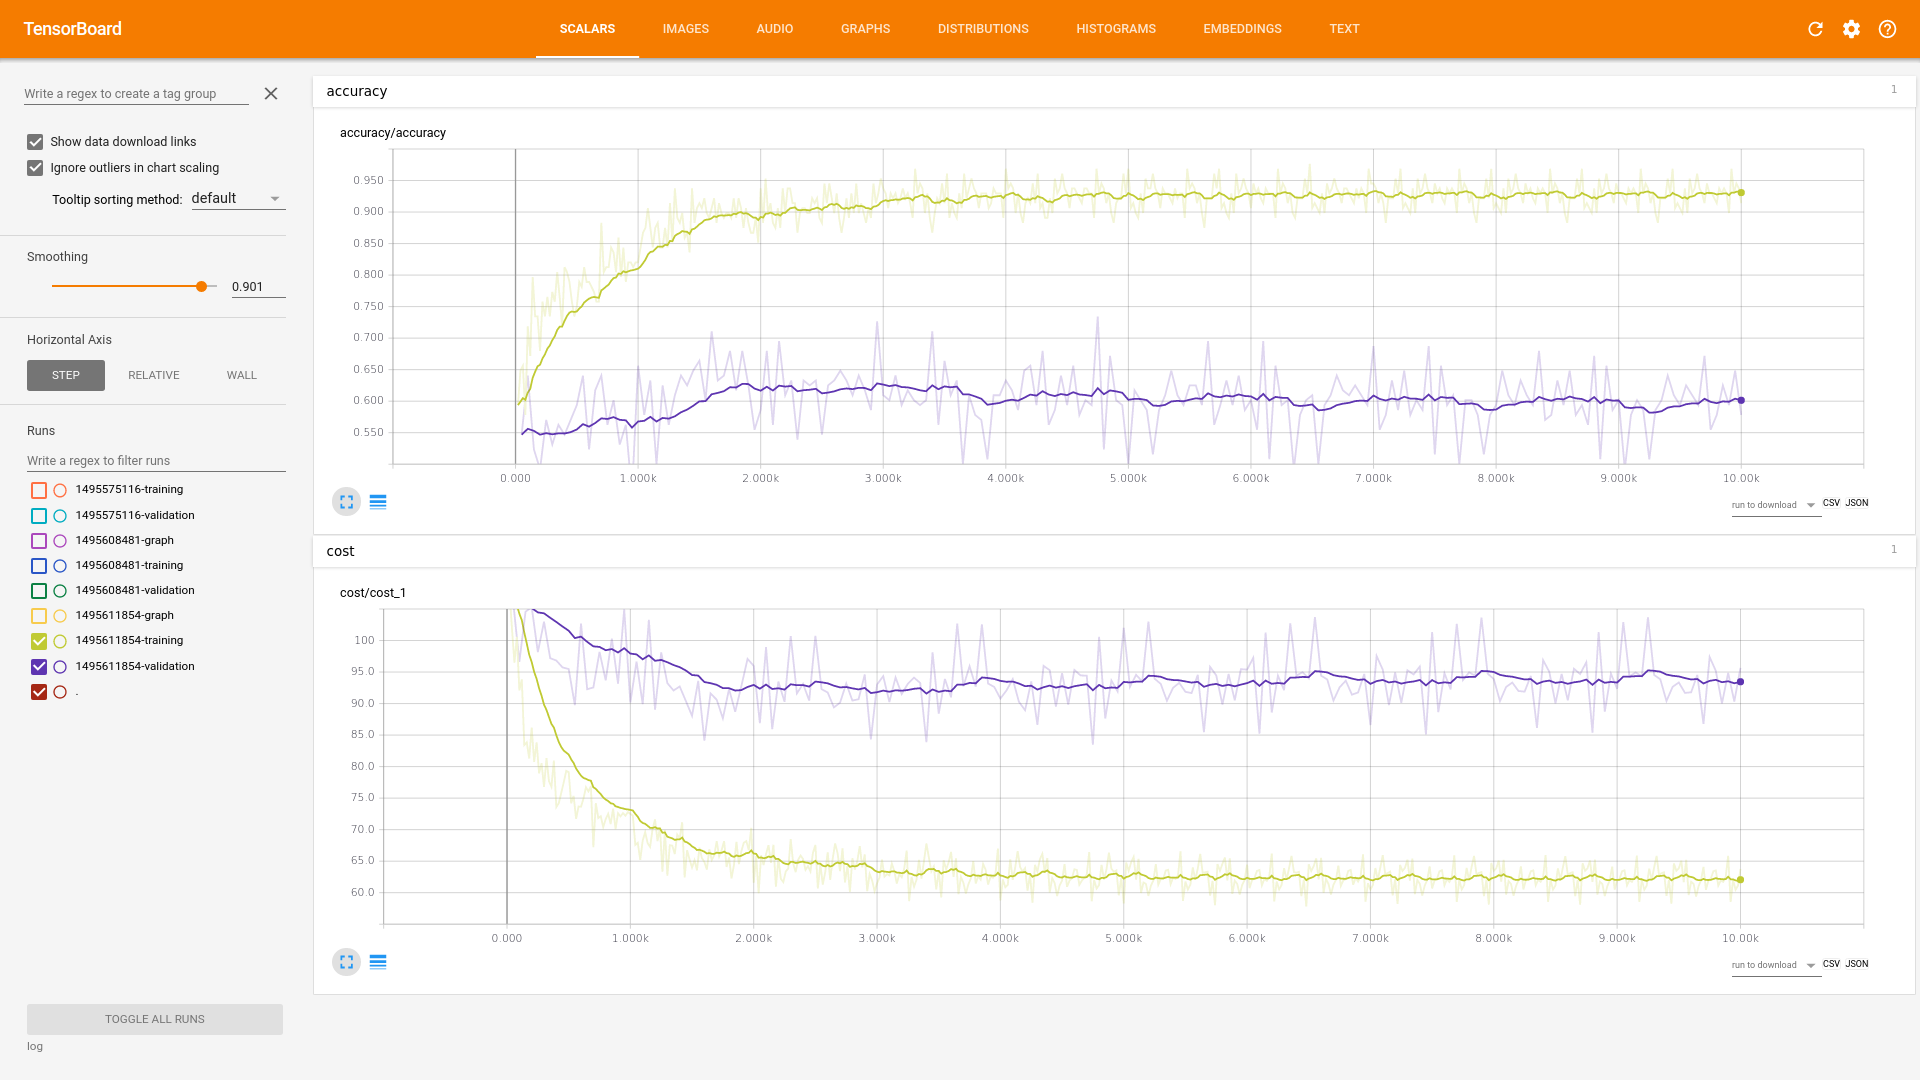 TensorBoard
SCALARS IMAGES AUDIO GRAPHS DISTRIBUTIONS HISTOGRAMS EMBEDDINGS TEXT
Write a regex to create a tag group
Show data download links
Ignore outliers in chart scaling
Tooltip sorting method: default
Smoothing
0.901
Horizontal Axis
STEP RELATIVE WALL
Runs
Write a regex to filter runs
1495575116-training
1495575116-validation
1495608481-graph
1495608481-training
1495608481-validation
1495611854-graph
1495611854-training
1495611854-validation
.
TOGGLE ALL RUNS
log
accuracy 1
accuracy/accuracy
0.950
0.900
0.850
0.800
0.750
0.700
0.650
0.600
0.550
0.000 1.000k 2.000k 3.000k 4.000k 5.000k 6.000k 7.000k 8.000k 9.000k 10.00k
run to download CSV JSON
cost 1
cost/cost_1
100
95.0
90.0
85.0
80.0
75.0
70.0
65.0
60.0
0.000 1.000k 2.000k 3.000k 4.000k 5.000k 6.000k 7.000k 8.000k 9.000k 10.00k
run to download CSV JSON